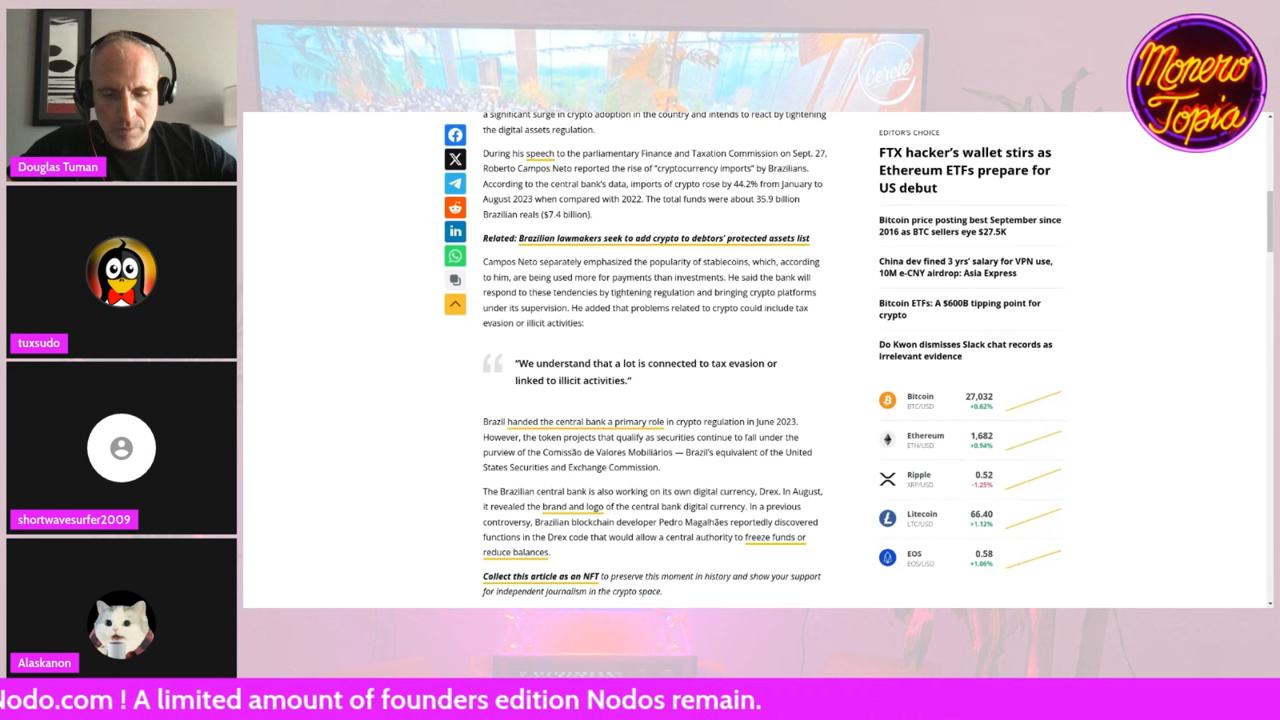 Douglas Tuman
tuxsudo
shortwavesurfer2009
Alaskanon
Cercle
Monero
Topia
a significant surge in crypto adoption in the country and intends to react by tightening
the digital assets regulation.
During his speech to the parliamentary Finance and Taxation Commission on Sept. 27,
Roberto Campos Neto reported the rise of "cryptocurrency imports" by Brazilians.
According to the central bank's data, imports of crypto rose by 44.2% from January to
August 2023 when compared with 2022. The total funds were about 35.9 billion
Brazilian reals ($7.4 billion).
Related: Brazilian lawmakers seek to add crypto to debtors' protected assets list
Campos Neto separately emphasized the popularity of stablecoins, which, according
to him, are being used more for payments than investments. He said the bank will
respond to these tendencies by tightening regulation and bringing crypto platforms
under its supervision. He added that problems related to crypto could include tax
evasion or illicit activities:
“We understand that a lot is connected to tax evasion or
linked to illicit activities.”
Brazil handed the central bank a primary role in crypto regulation in June 2023.
However, the token projects that qualify as securities continue to fall under the
purview of the Comissão de Valores Mobiliários — Brazil's equivalent of the United
States Securities and Exchange Commission.
The Brazilian central bank is also working on its own digital currency, Drex. In August,
it revealed the brand and logo of the central bank digital currency. In a previous
controversy, Brazilian blockchain developer Pedro Magalhães reportedly discovered
functions in the Drex code that would allow a central authority to freeze funds or
reduce balances.
Collect this article as an NFT to preserve this moment in history and show your support
for independent journalism in the crypto space.
EDITOR'S CHOICE
FTX hacker's wallet stirs as
Ethereum ETFs prepare for
US debut
Bitcoin price posting best September since
2016 as BTC sellers eye $27.5K
China dev fined 3 yrs' salary for VPN use,
10M e-CNY airdrop: Asia Express
Bitcoin ETFs: A $600B tipping point for
crypto
Do Kwon dismisses Slack chat records as
irrelevant evidence
Bitcoin 27,032
BTC/USD +0.62%
Ethereum 1,682
ETH/USD +0.94%
Ripple 0.52
XRP/USD -1.25%
Litecoin 66.40
LTC/USD +1.12%
EOS 0.58
EOS/USD +1.06%
Nodo.com ! A limited amount of founders edition Nodos remain.